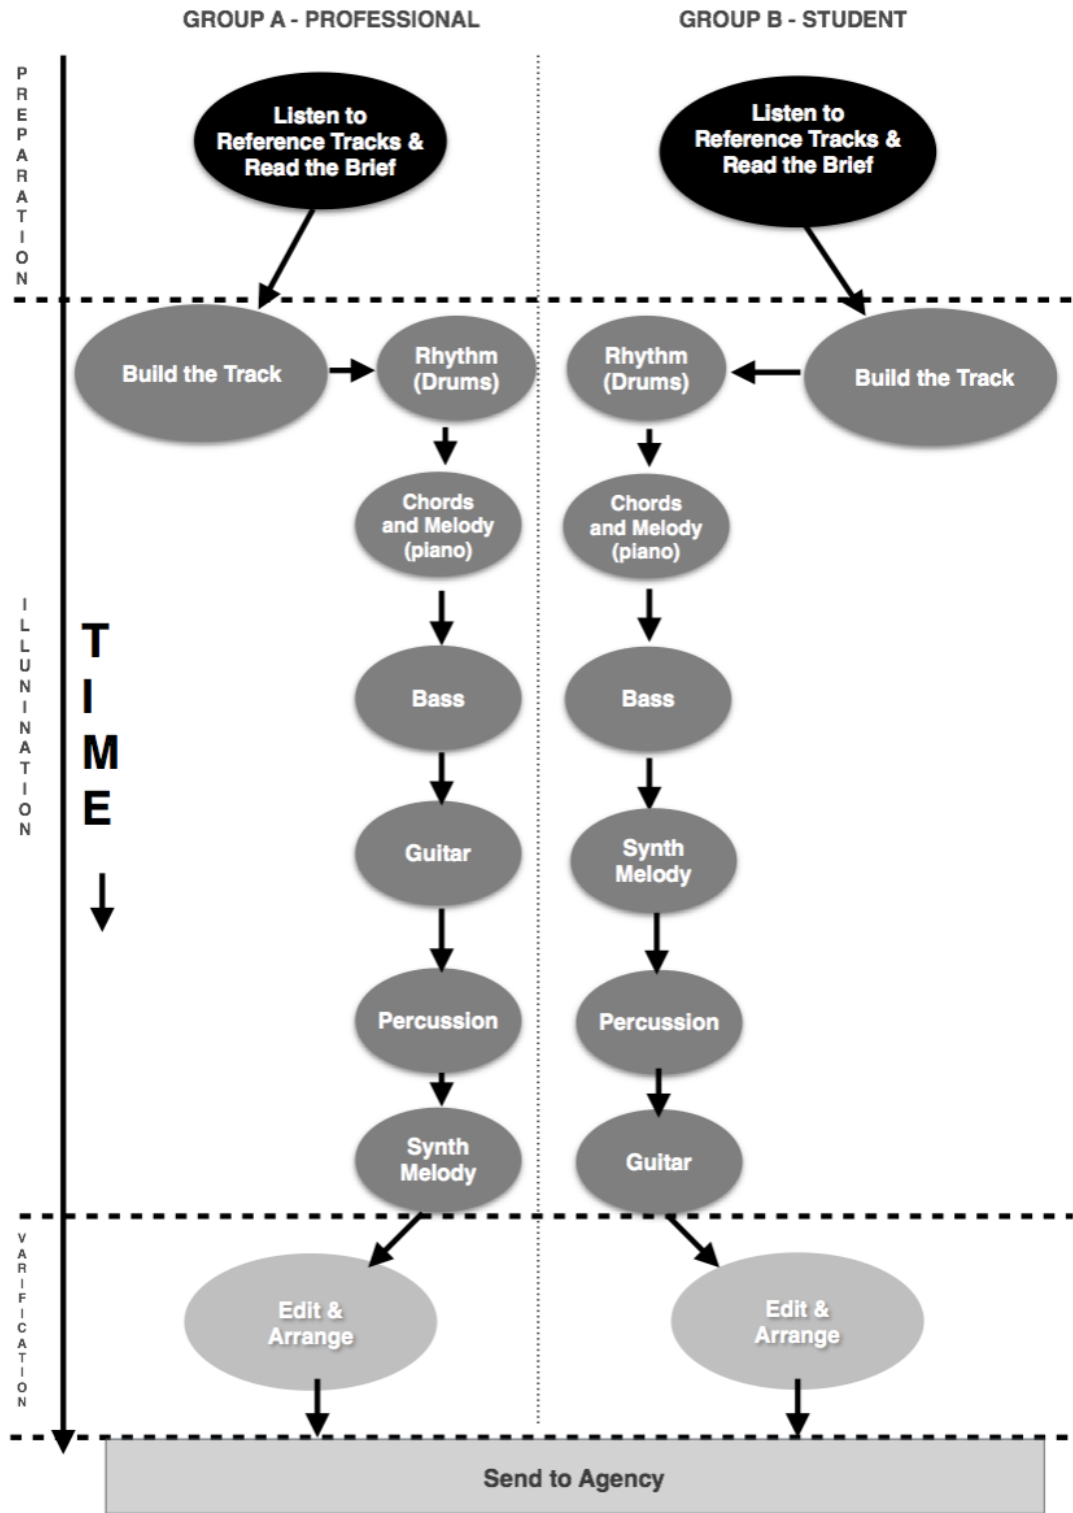 GROUP A - PROFESSIONAL
GROUP B - STUDENT
PREPARATION
Listen to
Reference Tracks &
Read the Brief
Listen to
Reference Tracks &
Read the Brief
ILLUNINATION
TIME
Build the Track
Rhythm
(Drums)
Rhythm
(Drums)
Build the Track
Chords
and Melody
(piano)
Chords
and Melody
(piano)
Bass
Bass
Guitar
Synth
Melody
Percussion
Percussion
Synth
Melody
Guitar
VARIFICATION
Edit &
Arrange
Edit &
Arrange
Send to Agency